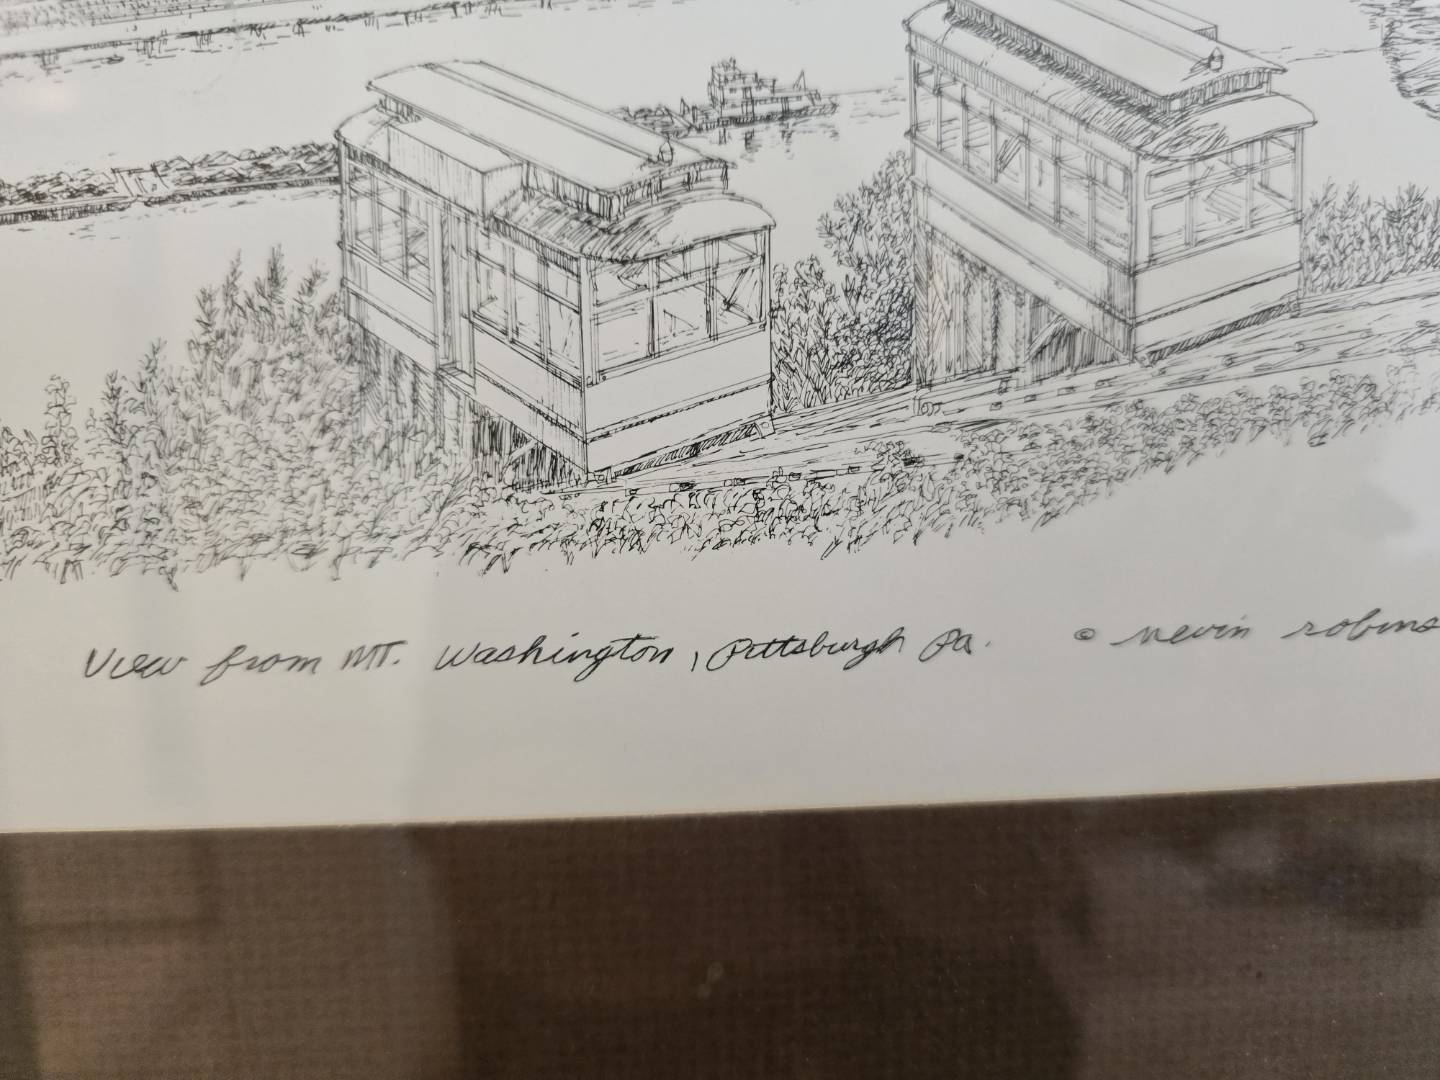 View from MT. Washington, Pittsburgh Pa. © nevin robins